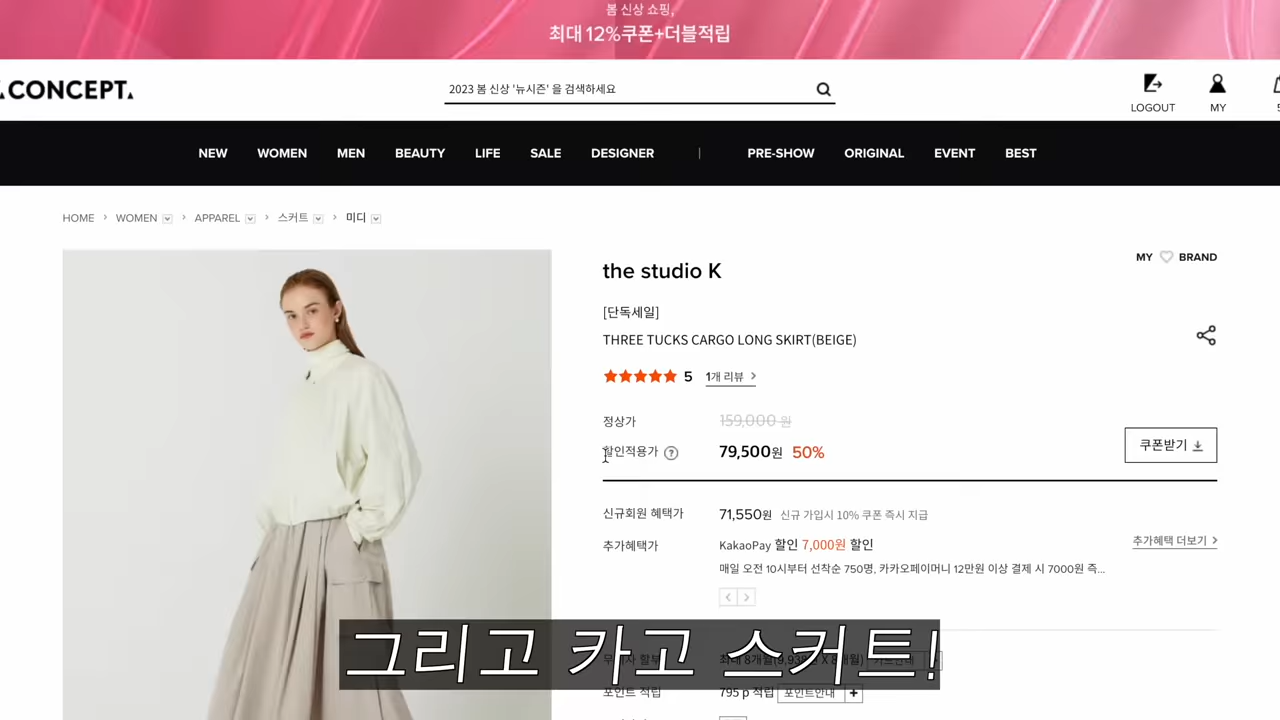 봄 신상 쇼핑,
최대 12%쿠폰+더블적립
CONCEPT.
2023 봄 신상 '뉴시즌' 을 검색하세요
LOGOUT
MY
NEW
WOMEN
MEN
BEAUTY
LIFE
SALE
DESIGNER
|
PRE-SHOW
ORIGINAL
EVENT
BEST
HOME > WOMEN > APPAREL > 스커트 > 미디
the studio K
MY BRAND
[단독세일]
THREE TUCKS CARGO LONG SKIRT(BEIGE)
5 1개 리뷰 >
정상가 159,000 원
할인적용가 ? 79,500원 50%
쿠폰받기
신규회원 혜택가 71,550원 신규 가입시 10% 쿠폰 즉시 지급
추가혜택가 KakaoPay 할인 7,000원 할인
추가혜택 더보기 >
매일 오전 10시부터 선착순 750명, 카카오페이머니 12만원 이상 결제 시 7000원 즉...
< >
그리고 카고 스커트!
포인트 적립 795 p 적립 포인트안내 +